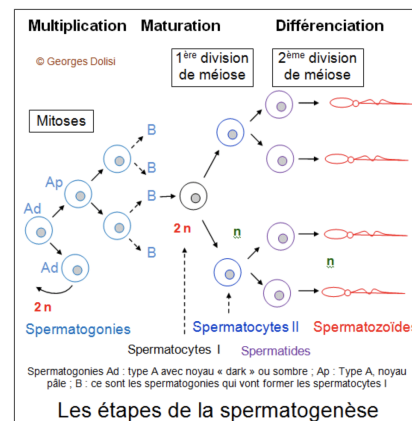 Multiplication Maturation Différenciation
© Georges Dolisi
1ère division de méiose
2ème division de méiose
Mitoses
B
Ap
B
Ad
B
Ad
B
2 n
2 n
n
n
Spermatogonies
Spermatocytes II
Spermatozoïdes
Spermatocytes I
Spermatides
Spermatogonies Ad : type A avec noyau « dark » ou sombre ; Ap : Type A, noyau
pâle ; B : ce sont les spermatogonies qui vont former les spermatocytes I
Les étapes de la spermatogenèse